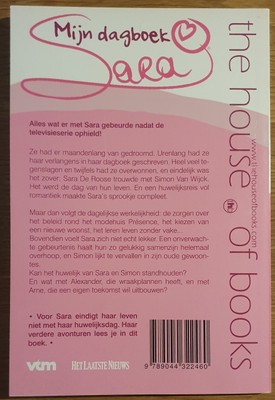 Mijn dagboek
Sara
Alles wat er met Sara gebeurde nadat de
televisieserie ophield!
Ze had er maandenlang van gedroomd. Urenlang had ze
haar verlangens in haar dagboek geschreven. Heel veel te-
genslagen en twijfels had ze overwonnen, en eindelijk was
het zover. Sara De Roose trouwde met Simon Van Wijck.
Het werd de dag van hun leven. En een huwelijksreis vol
romantiek maakte Sara's sprookje compleet.
Maar dan volgt de dagelijkse werkelijkheid: de zorgen over
het beleid rond het modehuis Présence, het kiezen van
een nieuwe woonst, het leren leven zonder vake...
Bovendien voelt Sara zich niet echt lekker. Een onverwach-
te gebeurtenis haalt hun zo gelukkig samenzijn helemaal
overhoop, en Simon lijkt te vervallen in zijn oude gewoon-
tes.
Kan het huwelijk van Sara en Simon standhouden?
En wat met Alexander, die wraakplannen heeft, en met
Arne, die een eigen toekomst wil uitbouwen?
• Voor Sara eindigt haar leven
niet met haar huwelijksdag. Haar
verdere avonturen lees je in dit
boek. •
vtm
HET LAATSTE NIEUWS
9 789044 322460
the house of books
www.thehouseofbooks.com